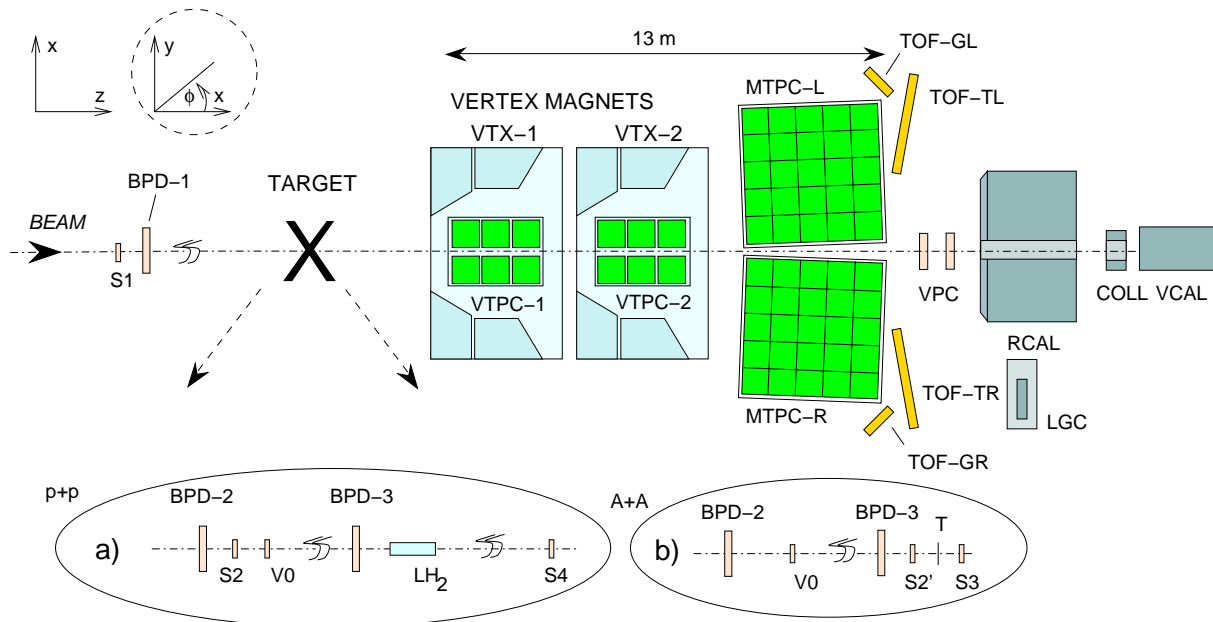 13 m
TOF−GL
x
y
MTPC−L
z
ϕ
x
VERTEX MAGNETS
TOF−TL
VTX−1
VTX−2
BPD−1
TARGET
BEAM
X
S1
VTPC−1
VTPC−2
VPC
COLL
VCAL
RCAL
TOF−TR
MTPC−R
LGC
TOF−GR
p+p
BPD−2
BPD−3
a)
S2
V0
LH2
S4
A+A
BPD−2
BPD−3
T
b)
V0
S2'
S3